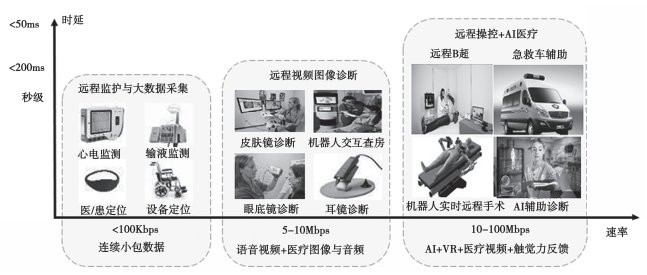 <50ms
时延
远程操控+AI医疗
远程B超
急救车辅助
<200ms
远程视频图像诊断
秒级
远程监护与大数据采集
皮肤镜诊断
机器人交互查房
心电监测
输液监测
医/患定位
设备定位
眼底镜诊断
耳镜诊断
机器人实时远程手术
AI辅助诊断
<100Kbps
5-10Mbps
10-100Mbps
速率
连续小包数据
语音视频+医疗图像与音频
AI+VR+医疗视频+触觉力反馈